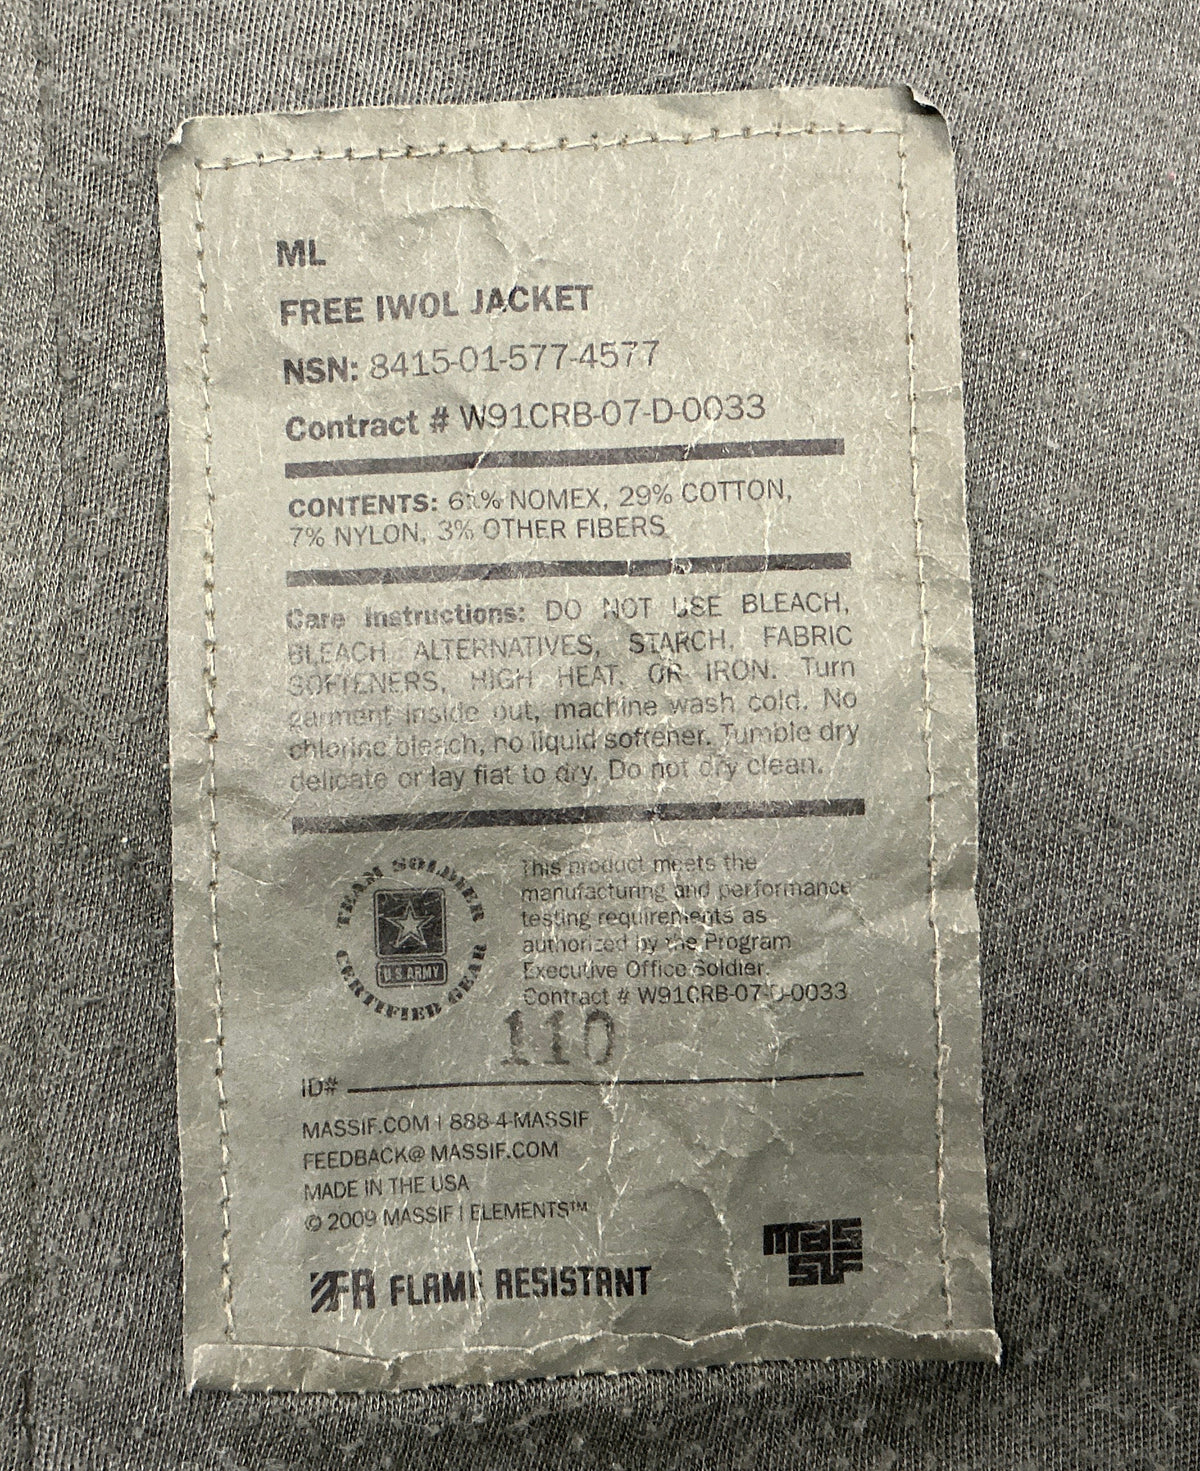 ML
FREE IWOL JACKET
NSN: 8415-01-577-4577
Contract # W91CRB-07-D-0033
CONTENTS: 61% NOMEX, 29% COTTON,
7% NYLON, 3% OTHER FIBERS
Care Instructions: DO NOT USE BLEACH,
BLEACH ALTERNATIVES, STARCH, FABRIC
SOFTENERS, HIGH HEAT, OR IRON. Turn
garment inside out, machine wash cold. No
chlorine bleach, no liquid softener. Tumble dry
delicate or lay flat to dry. Do not dry clean.
TEAM SOLDIER
U.S. ARMY
CERTIFIED GEAR
This product meets the
manufacturing and performance
testing requirements as
authorized by the Program
Executive Office Soldier.
Contract # W91CRB-07-D-0033
110
ID#
MASSIF.COM | 888-4-MASSIF
FEEDBACK@MASSIF.COM
MADE IN THE USA
© 2009 MASSIF | ELEMENTS™
FR FLAME RESISTANT
massif